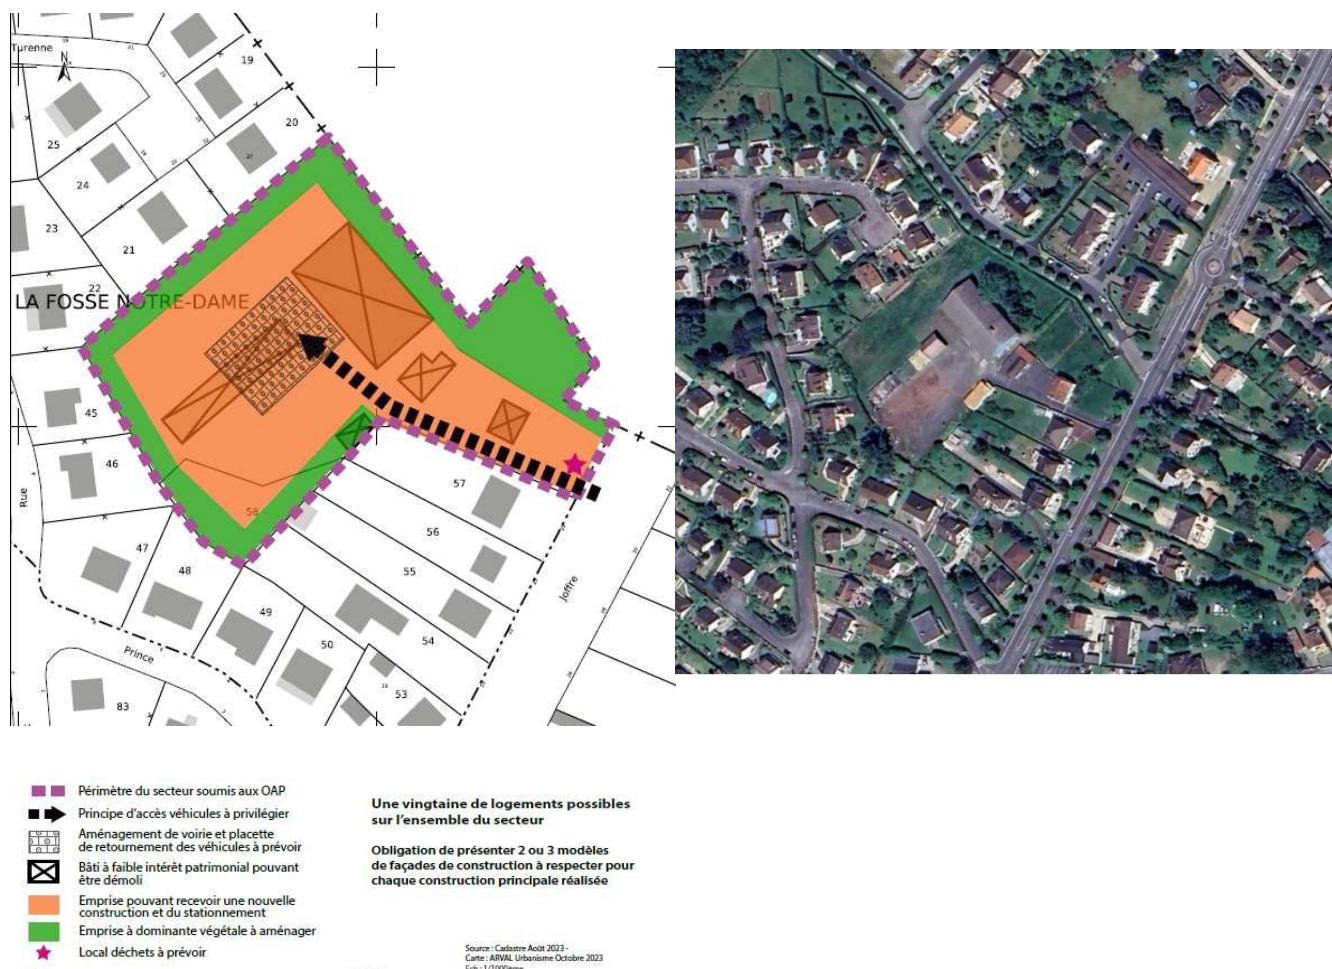 Turenne
N
19
20
25
24
23
21
22
LA FOSSE NOTRE-DAME
45
46
Rue
57
58
56
47
48
55
Joffre
49
54
50
Prince
53
83
Périmètre du secteur soumis aux OAP
Principe d'accès véhicules à privilégier
Aménagement de voirie et placette
de retournement des véhicules à prévoir
Bâti à faible intérêt patrimonial pouvant
être démoli
Emprise pouvant recevoir une nouvelle
construction et du stationnement
Emprise à dominante végétale à aménager
Local déchets à prévoir
Une vingtaine de logements possibles
sur l'ensemble du secteur
Obligation de présenter 2 ou 3 modèles
de façades de construction à respecter pour
chaque construction principale réalisée
Source : Cadastre Août 2023 -
Carte : ARVAL Urbanisme Octobre 2023
Ech : 1/1000ème